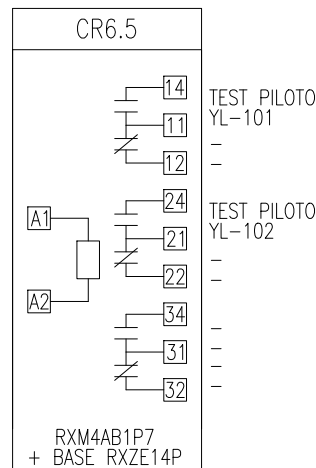 CR6.5
14
TEST PILOTO
YL-101
11
-
12
-
24
TEST PILOTO
YL-102
A1
21
-
22
-
A2
34
-
-
31
-
32
-
RXM4AB1P7
+ BASE RXZE14P